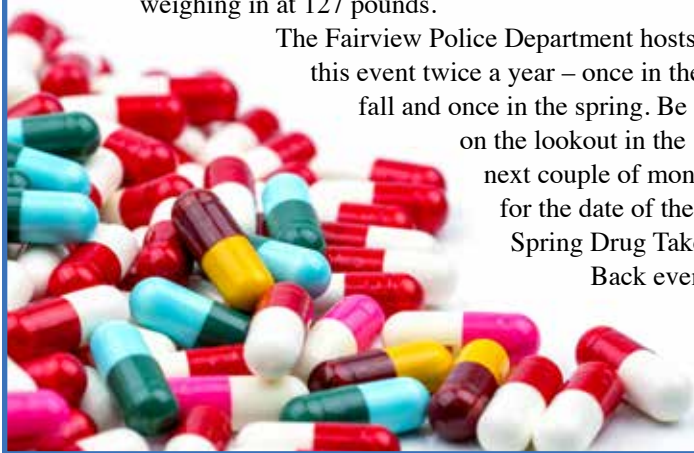 weighing in at 127 pounds.
The Fairview Police Department hosts
this event twice a year – once in the
fall and once in the spring. Be
on the lookout in the
next couple of mon
for the date of the
Spring Drug Take
Back even